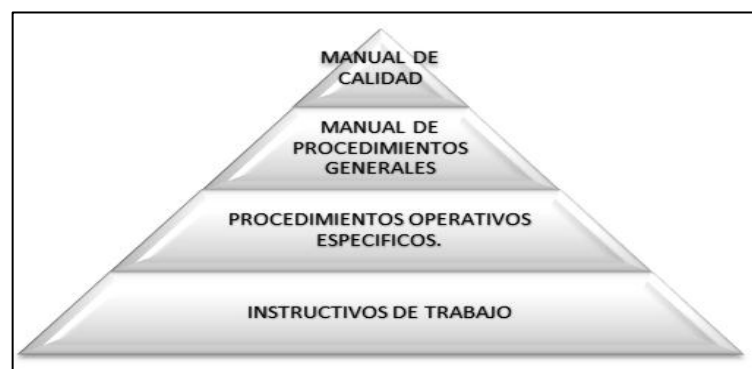 MANUAL DE
CALIDAD
MANUAL DE
PROCEDIMIENTOS
GENERALES
PROCEDIMIENTOS OPERATIVOS
ESPECIFICOS.
INSTRUCTIVOS DE TRABAJO